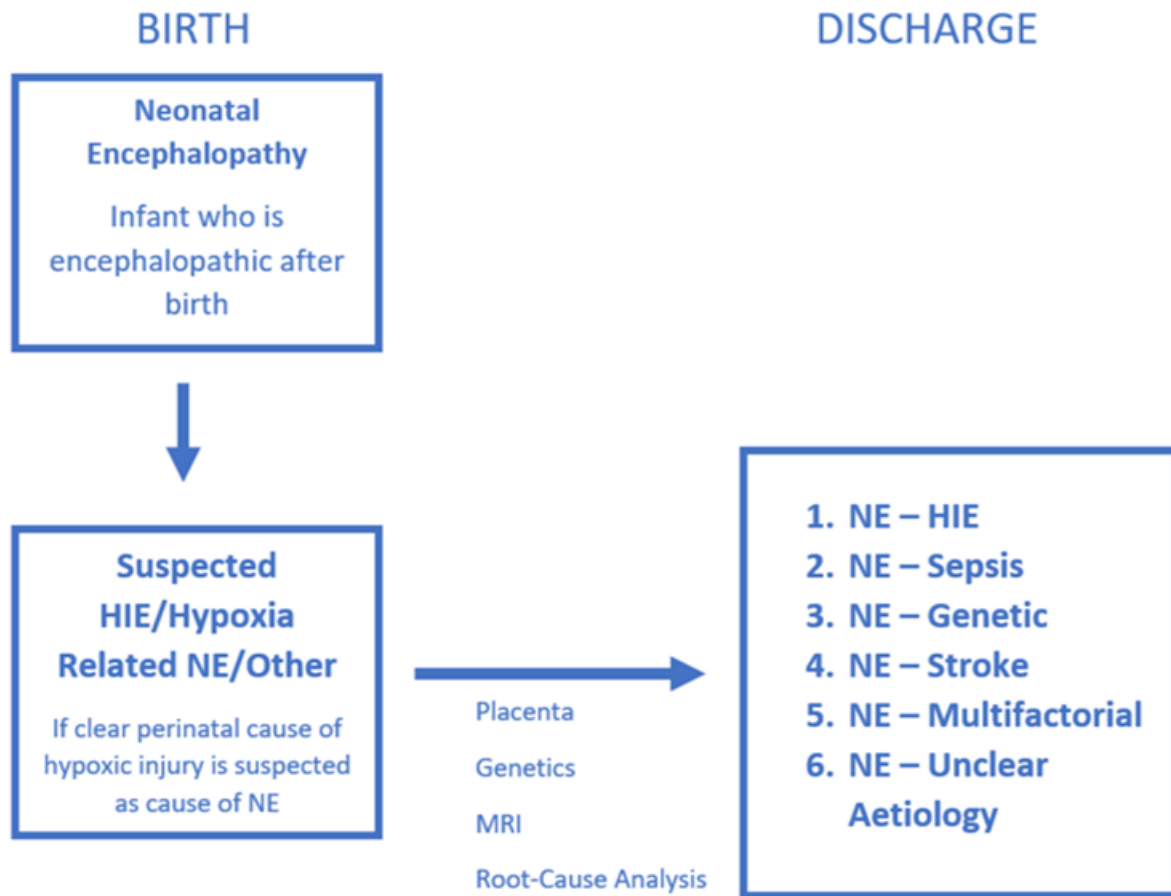 BIRTH
DISCHARGE
Neonatal
Encephalopathy
Infant who is
encephalopathic after
birth
Suspected
HIE/Hypoxia
Related NE/Other
If clear perinatal cause of
hypoxic injury is suspected
as cause of NE
Placenta
Genetics
MRI
Root-Cause Analysis
1. NE – HIE
2. NE – Sepsis
3. NE – Genetic
4. NE – Stroke
5. NE – Multifactorial
6. NE – Unclear
Aetiology